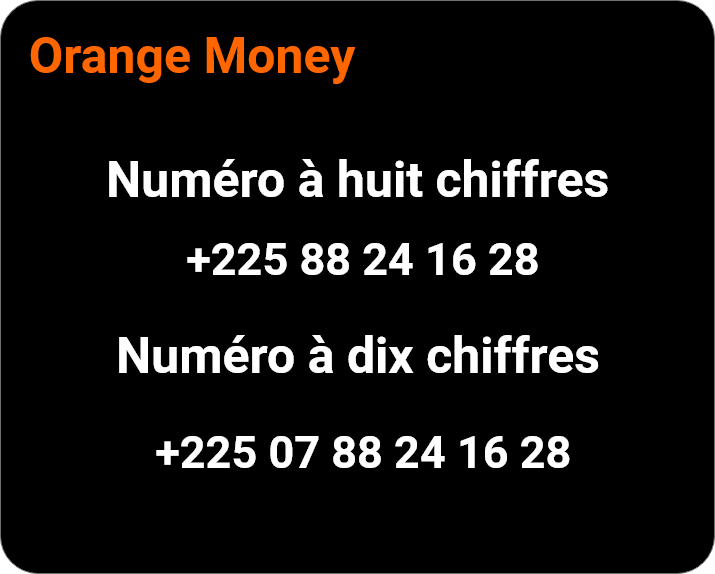 Orange Money
Numéro à huit chiffres
+225 88 24 16 28
Numéro à dix chiffres
+225 07 88 24 16 28